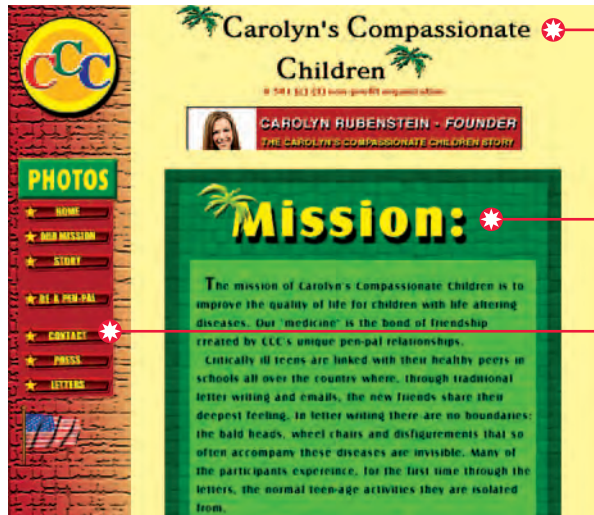 Carolyn's Compassionate
Children
a 501 (c) (3) non-profit organization
CCC
CAROLYN RUBENSTEIN - FOUNDER
THE CAROLYN'S COMPASSIONATE CHILDREN STORY
PHOTOS
HOME
OUR MISSION
STORY
BE A PEN-PAL
CONTACT
PRESS
LETTERS
Mission:
The mission of Carolyn's Compassionate Children is to
improve the quality of life for children with life altering
diseases. Our "medicine" is the bond of friendship
created by CCC's unique pen-pal relationships.
Critically ill teens are linked with their healthy peers in
schools all over the country where, through traditional
letter writing and emails, the new friends share their
deepest feeling. In letter writing there are no boundaries:
the bald heads, wheel chairs and disfigurements that so
often accompany these diseases are invisible. Many of
the participants expereince, for the first time through the
letters, the normal teen-age activities they are isolated
from.